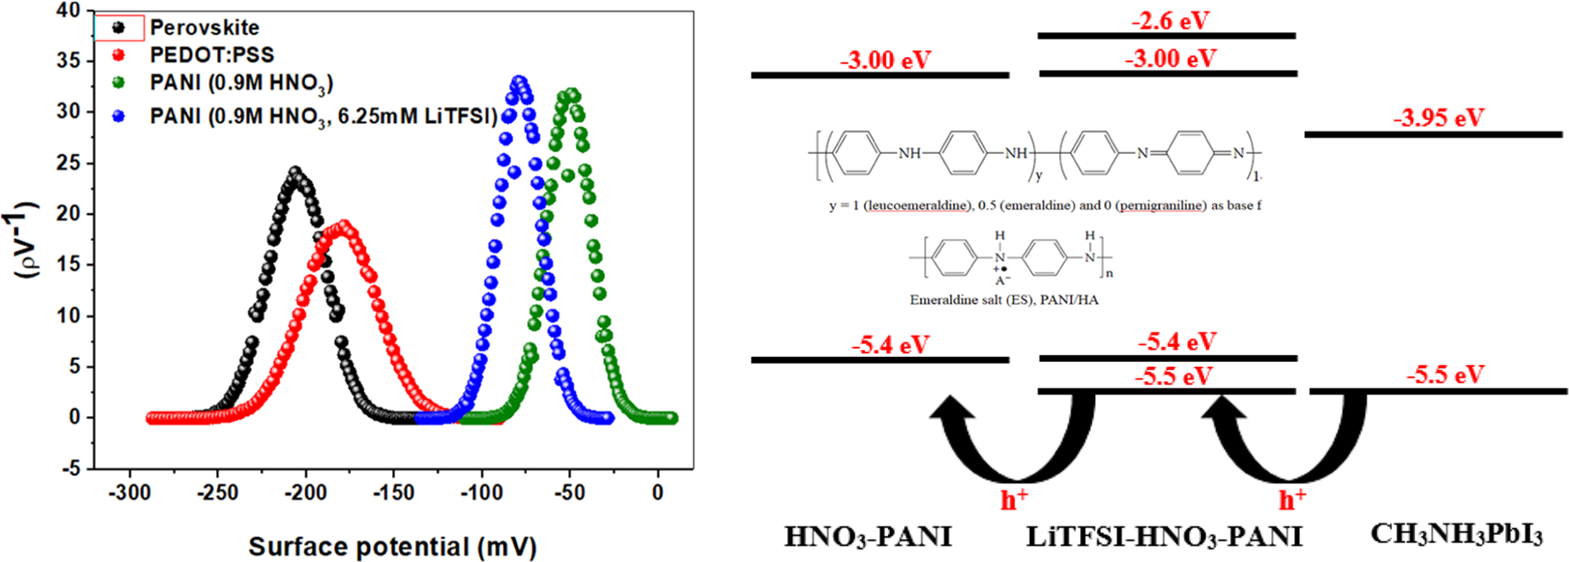 40
35
30
25
20
15
10
5
0
-5
(ρV⁻¹)
Perovskite
PEDOT:PSS
PANI (0.9M HNO₃)
PANI (0.9M HNO₃, 6.25mM LiTFSI)
-300 -250 -200 -150 -100 -50 0
Surface potential (mV)
-2.6 eV
-3.00 eV -3.00 eV
-3.95 eV
NH NH y N N 1-
y = 1 (leucoemeraldine), 0.5 (emeraldine) and 0 (pernigraniline) as base f
H H
N N n
+•
A⁻
Emeraldine salt (ES), PANI/HA
-5.4 eV -5.4 eV
-5.5 eV -5.5 eV
h⁺ h⁺
HNO₃-PANI LiTFSI-HNO₃-PANI CH₃NH₃PbI₃